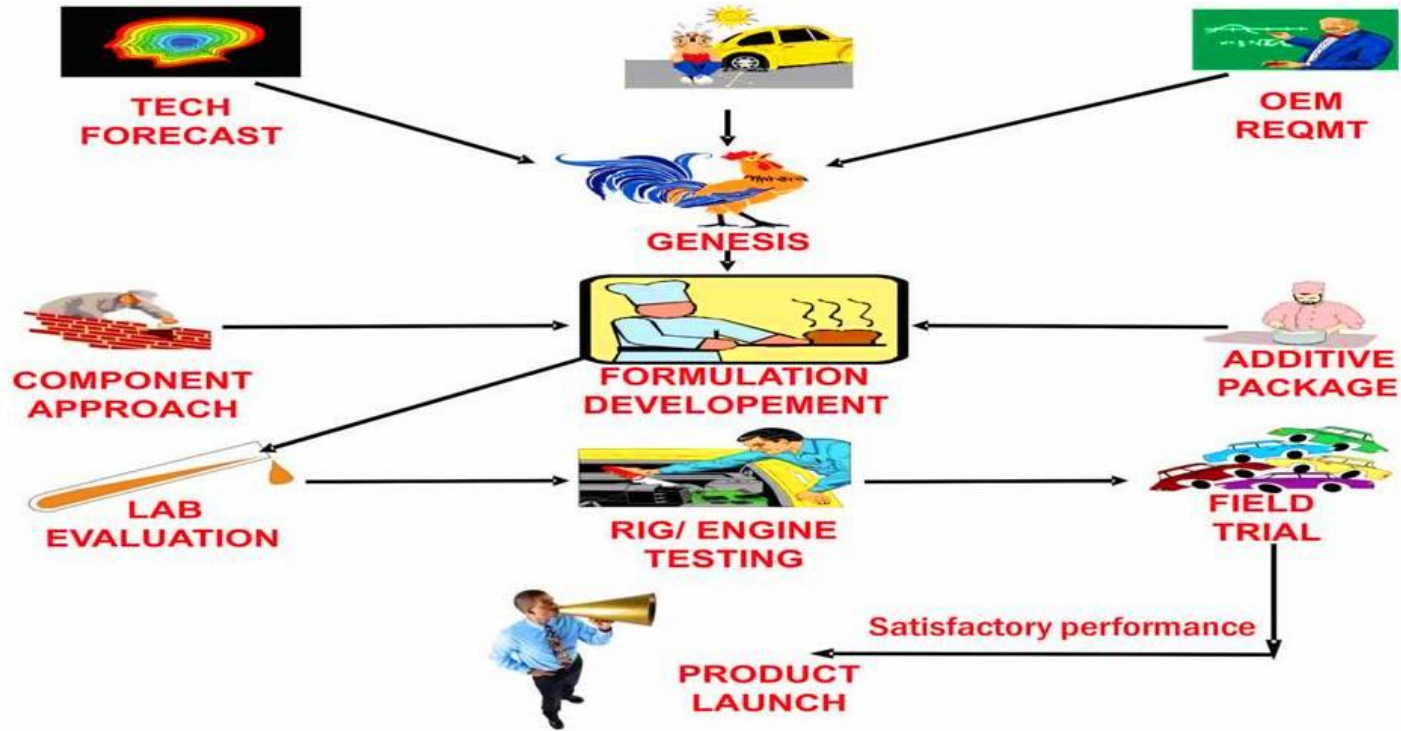 TECH
FORECAST
OEM
REQMT
GENESIS
COMPONENT
APPROACH
FORMULATION
DEVELOPEMENT
ADDITIVE
PACKAGE
LAB
EVALUATION
RIG/ ENGINE
TESTING
FIELD
TRIAL
Satisfactory performance
PRODUCT
LAUNCH